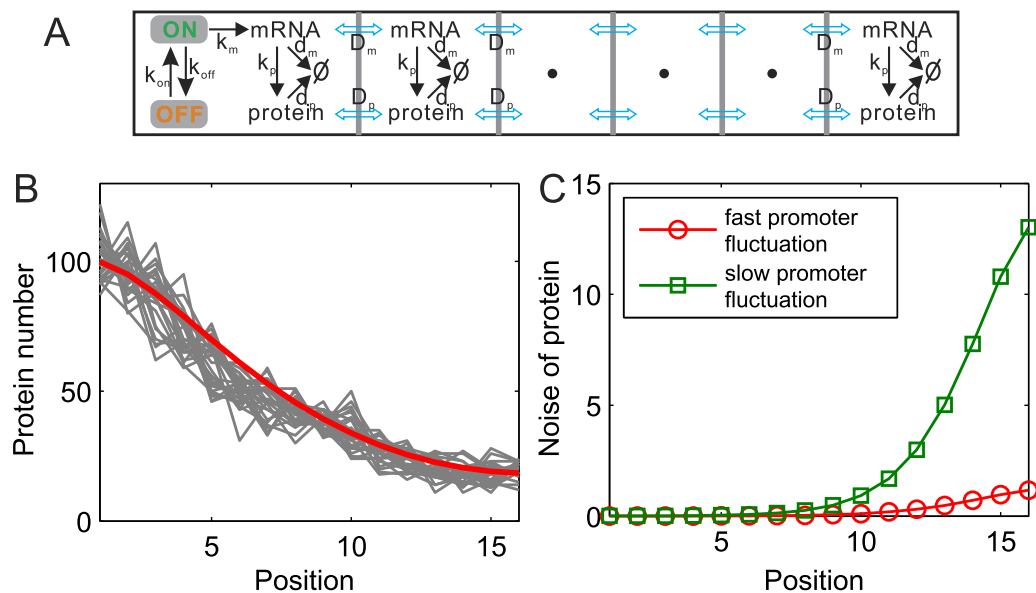 A
ON
k_m
mRNA
k_on
k_off
OFF
k_p
d_m
Ø
d_p
protein
D_m
D_p
mRNA
k_p
d_m
Ø
d_p
protein
D_m
D_p
D_m
D_p
mRNA
k_p
d_m
Ø
d_p
protein
B
Protein number
100
50
0
5
10
15
Position
C
Noise of protein
15
10
5
0
fast promoter
fluctuation
slow promoter
fluctuation
5
10
15
Position